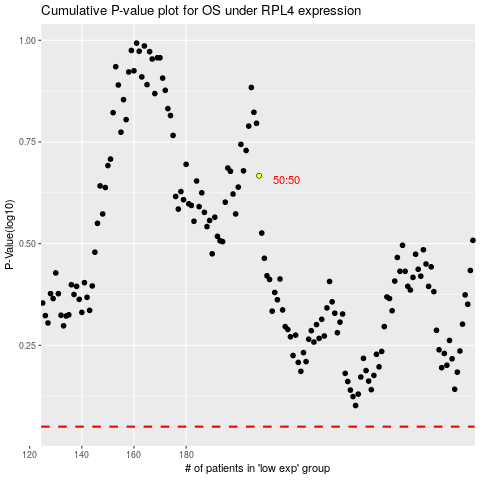 Cumulative P-value plot for OS under RPL4 expression
P-Value(log10)
1.00
0.75
0.50
0.25
50:50
120 140 160 180
# of patients in 'low exp' group